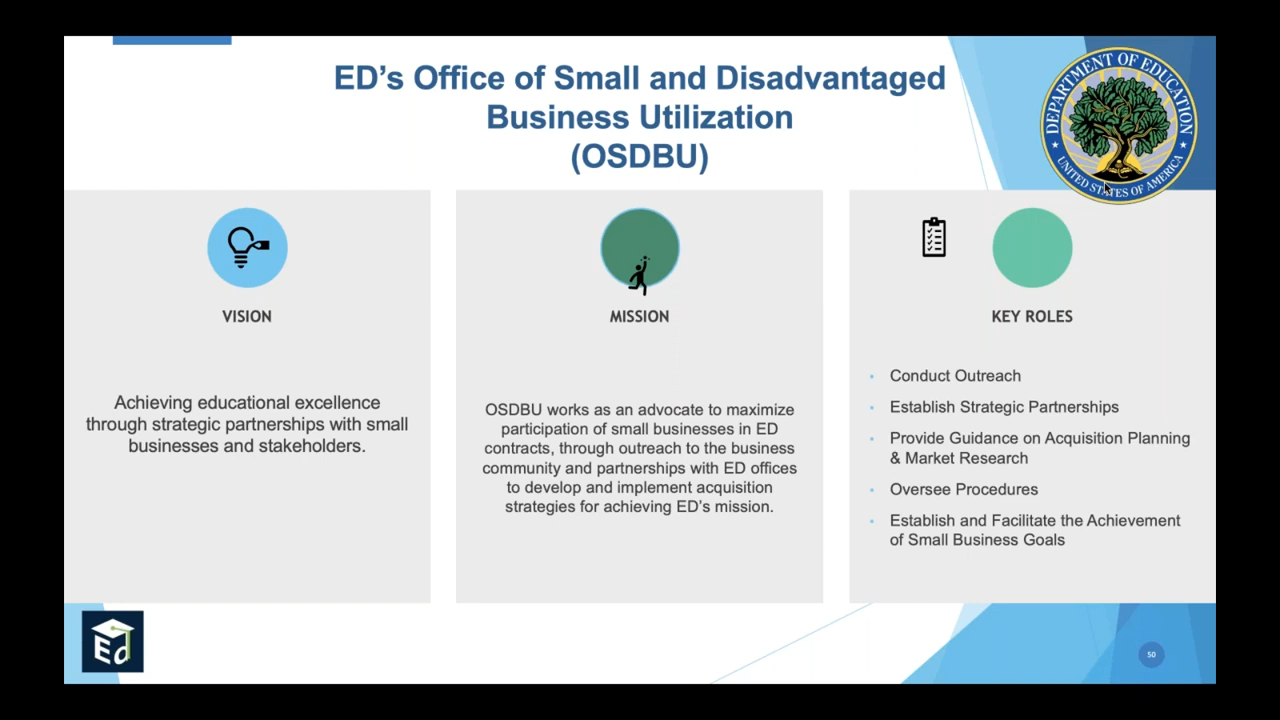 ED’s Office of Small and Disadvantaged
Business Utilization
(OSDBU)
DEPARTMENT OF EDUCATION
UNITED STATES OF AMERICA
VISION
Achieving educational excellence
through strategic partnerships with small
businesses and stakeholders.
MISSION
OSDBU works as an advocate to maximize
participation of small businesses in ED
contracts, through outreach to the business
community and partnerships with ED offices
to develop and implement acquisition
strategies for achieving ED’s mission.
KEY ROLES
Conduct Outreach
Establish Strategic Partnerships
Provide Guidance on Acquisition Planning
& Market Research
Oversee Procedures
Establish and Facilitate the Achievement
of Small Business Goals
Ed
50